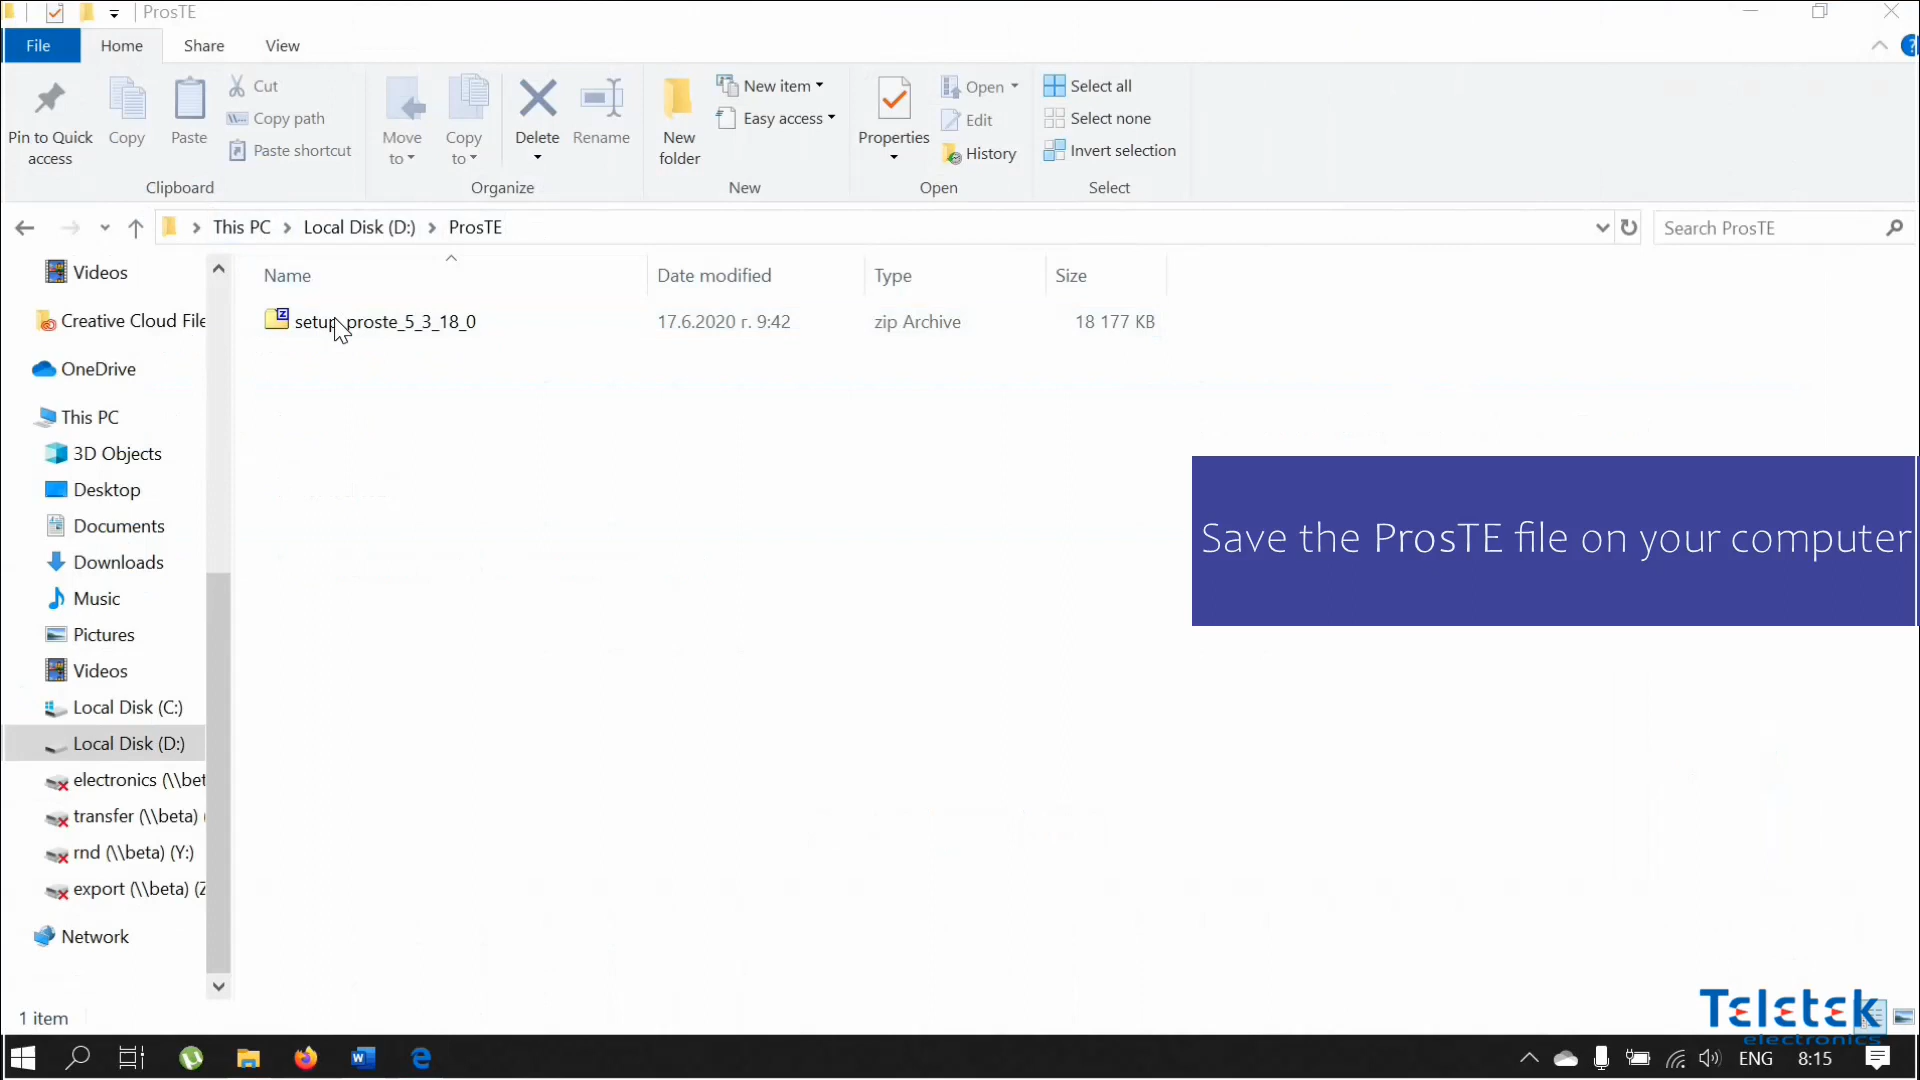 ProsTE
File Home Share View
Pin to Quick access
Copy
Paste
Cut
Copy path
Paste shortcut
Clipboard
Move to
Copy to
Delete
Rename
Organize
New folder
New item
Easy access
New
Properties
Open
Edit
History
Open
Select all
Select none
Invert selection
Select
This PC Local Disk (D:) ProsTE
Search ProsTE
Name Date modified Type Size
setup_proste_5_3_18_0 17.6.2020 г. 9:42 zip Archive 18 177 KB
Videos
Creative Cloud File
OneDrive
This PC
3D Objects
Desktop
Documents
Downloads
Music
Pictures
Videos
Local Disk (C:)
Local Disk (D:)
electronics (\\bet
transfer (\\beta) (
rnd (\\beta) (Y:)
export (\\beta) (Z
Network
Save the ProsTE file on your computer
1 item
Teletek
electronics
ENG 8:15